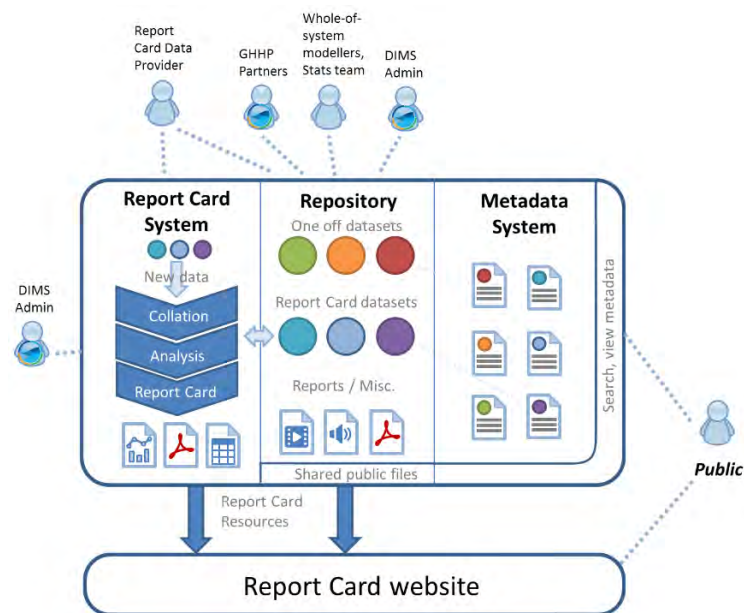 Report
Card Data
Provider
GHHP
Partners
Whole-of-
system
modellers,
Stats team
DIMS
Admin
Report Card
System
Repository
Metadata
System
One off datasets
New data
Report Card datasets
Collation
Analysis
Report Card
Reports / Misc.
Search, view metadata
DIMS
Admin
Shared public files
Public
Report Card
Resources
Report Card website